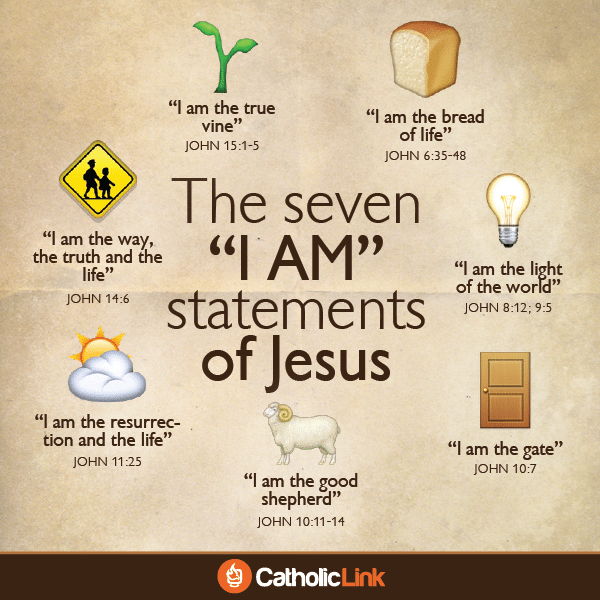 The seven
“I AM”
statements
of Jesus
“I am the true
vine”
JOHN 15:1-5
“I am the bread
of life”
JOHN 6:35-48
“I am the light
of the world”
JOHN 8:12; 9:5
“I am the gate”
JOHN 10:7
“I am the good
shepherd”
JOHN 10:11-14
“I am the resurrec-
tion and the life”
JOHN 11:25
“I am the way,
the truth and the
life”
JOHN 14:6
CatholicLink